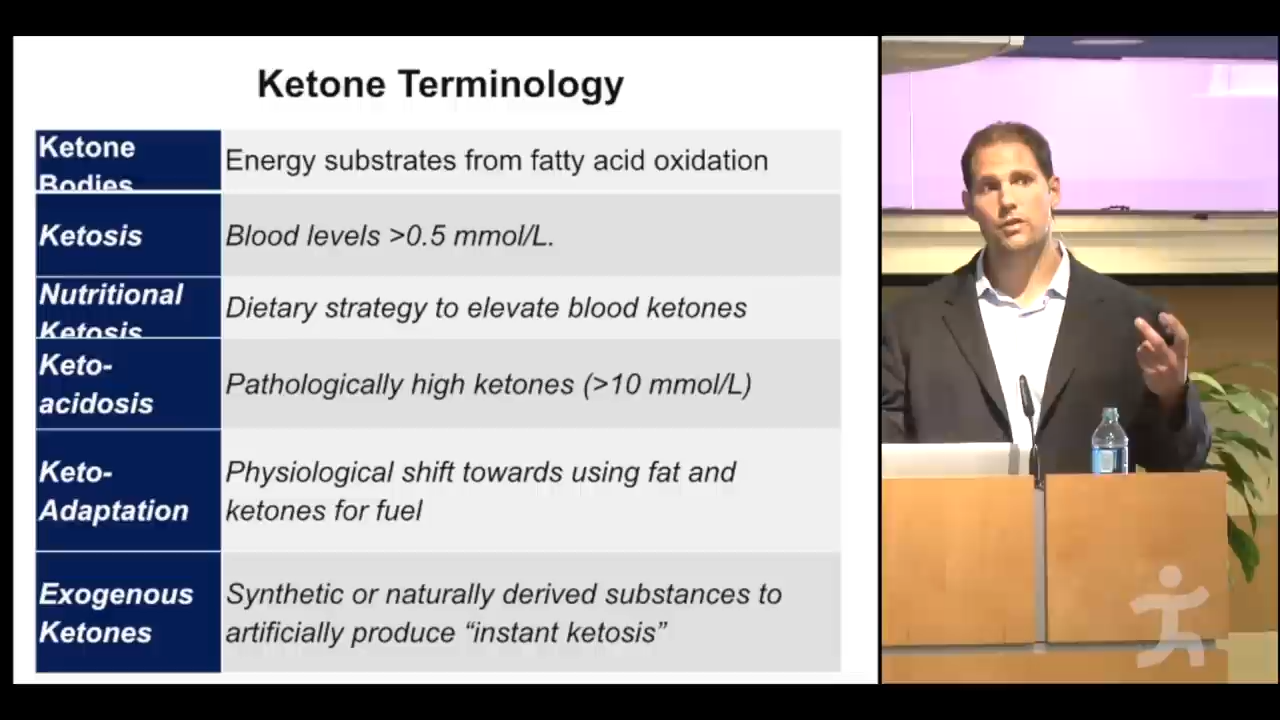 Ketone Terminology
Ketone
Bodies
Energy substrates from fatty acid oxidation
Ketosis
Blood levels >0.5 mmol/L.
Nutritional
Ketosis
Dietary strategy to elevate blood ketones
Keto-
acidosis
Pathologically high ketones (>10 mmol/L)
Keto-
Adaptation
Physiological shift towards using fat and
ketones for fuel
Exogenous
Ketones
Synthetic or naturally derived substances to
artificially produce “instant ketosis”